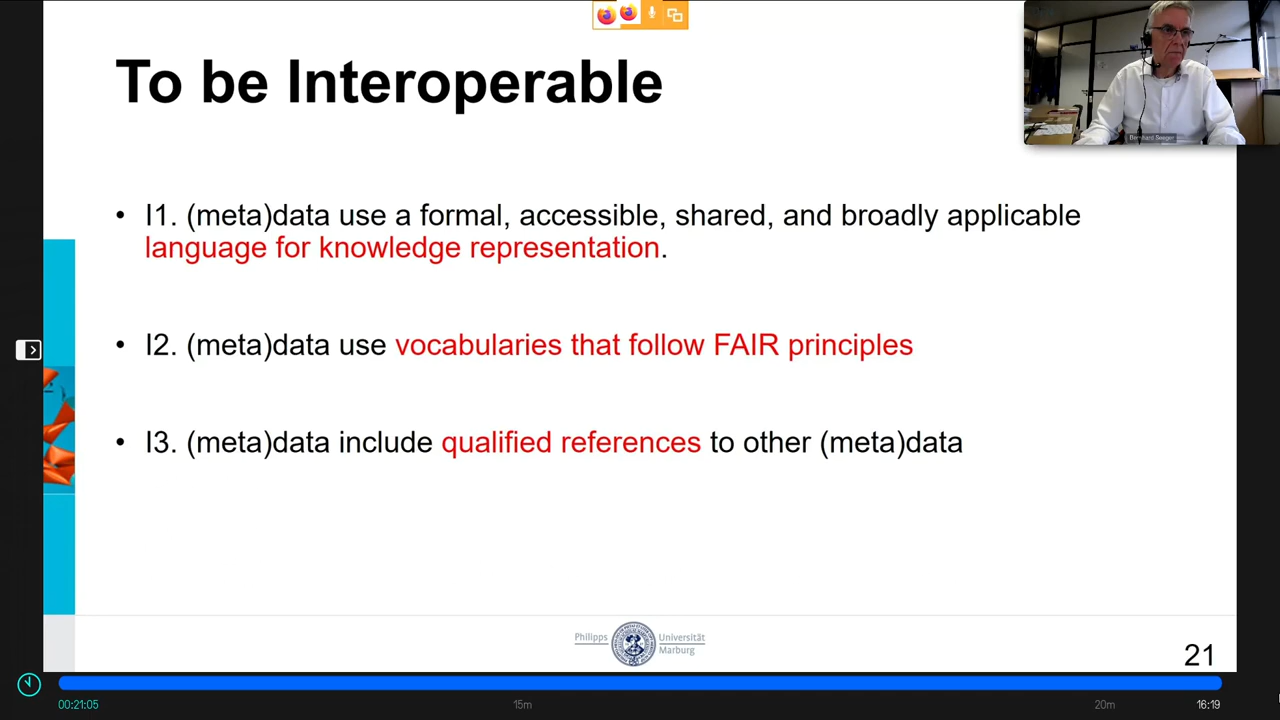 To be Interoperable
Bernhard Seeger
• I1. (meta)data use a formal, accessible, shared, and broadly applicable
language for knowledge representation.
• I2. (meta)data use vocabularies that follow FAIR principles
• I3. (meta)data include qualified references to other (meta)data
Philipps Universität
Marburg
21
00:21:05 15m 20m 16:19